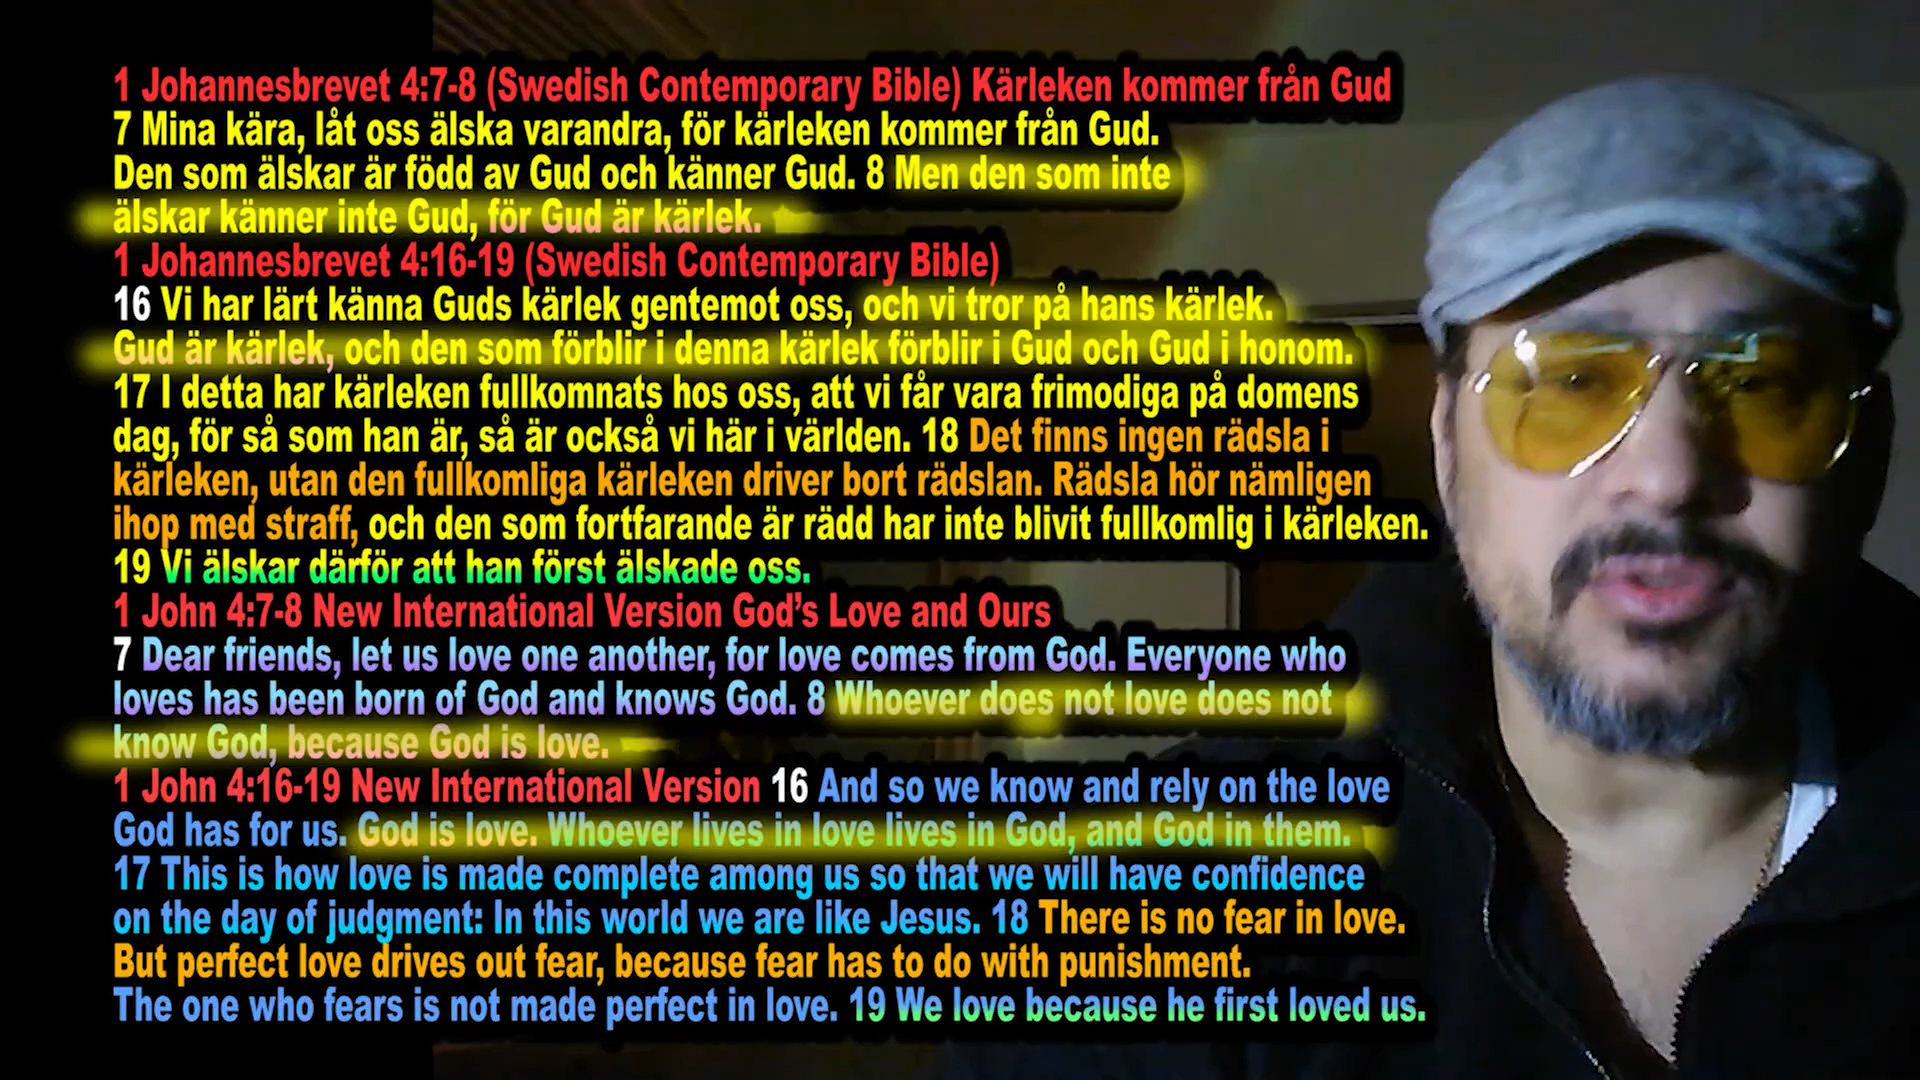 1 Johannesbrevet 4:7-8 (Swedish Contemporary Bible) Kärleken kommer från Gud
7 Mina kära, låt oss älska varandra, för kärleken kommer från Gud.
Den som älskar är född av Gud och känner Gud. 8 Men den som inte
älskar känner inte Gud, för Gud är kärlek.
1 Johannesbrevet 4:16-19 (Swedish Contemporary Bible)
16 Vi har lärt känna Guds kärlek gentemot oss, och vi tror på hans kärlek.
Gud är kärlek, och den som förblir i denna kärlek förblir i Gud och Gud i honom.
17 I detta har kärleken fullkomnats hos oss, att vi får vara frimodiga på domens
dag, för så som han är, så är också vi här i världen. 18 Det finns ingen rädsla i
kärleken, utan den fullkomliga kärleken driver bort rädslan. Rädsla hör nämligen
ihop med straff, och den som fortfarande är rädd har inte blivit fullkomlig i kärleken.
19 Vi älskar därför att han först älskade oss.
1 John 4:7-8 New International Version God’s Love and Ours
7 Dear friends, let us love one another, for love comes from God. Everyone who
loves has been born of God and knows God. 8 Whoever does not love does not
know God, because God is love.
1 John 4:16-19 New International Version 16 And so we know and rely on the love
God has for us. God is love. Whoever lives in love lives in God, and God in them.
17 This is how love is made complete among us so that we will have confidence
on the day of judgment: In this world we are like Jesus. 18 There is no fear in love.
But perfect love drives out fear, because fear has to do with punishment.
The one who fears is not made perfect in love. 19 We love because he first loved us.